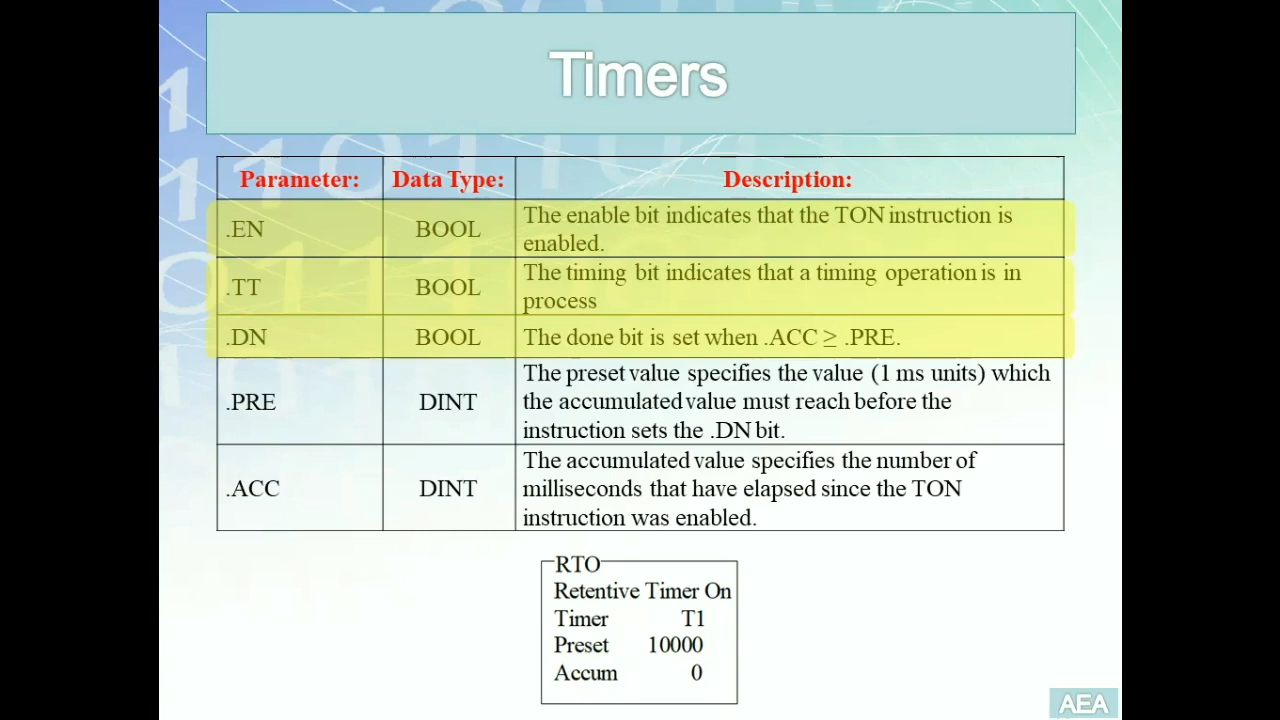 Timers
Parameter: Data Type: Description:
.EN BOOL The enable bit indicates that the TON instruction is
enabled.
.TT BOOL The timing bit indicates that a timing operation is in
process
.DN BOOL The done bit is set when .ACC ≥ .PRE.
.PRE DINT The preset value specifies the value (1 ms units) which
the accumulated value must reach before the
instruction sets the .DN bit.
.ACC DINT The accumulated value specifies the number of
milliseconds that have elapsed since the TON
instruction was enabled.
RTO
Retentive Timer On
Timer T1
Preset 10000
Accum 0
AEA